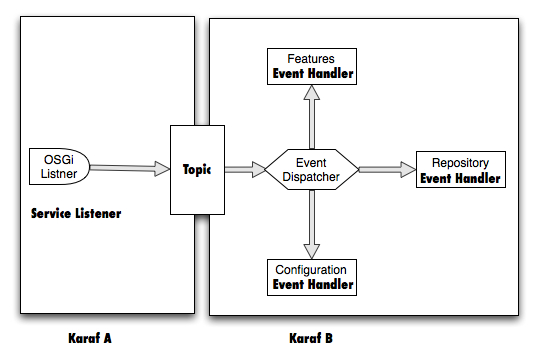 Features
Event Handler
OSGi
Listner
Topic
Event
Dispatcher
Repository
Event Handler
Service Listener
Configuration
Event Handler
Karaf A
Karaf B